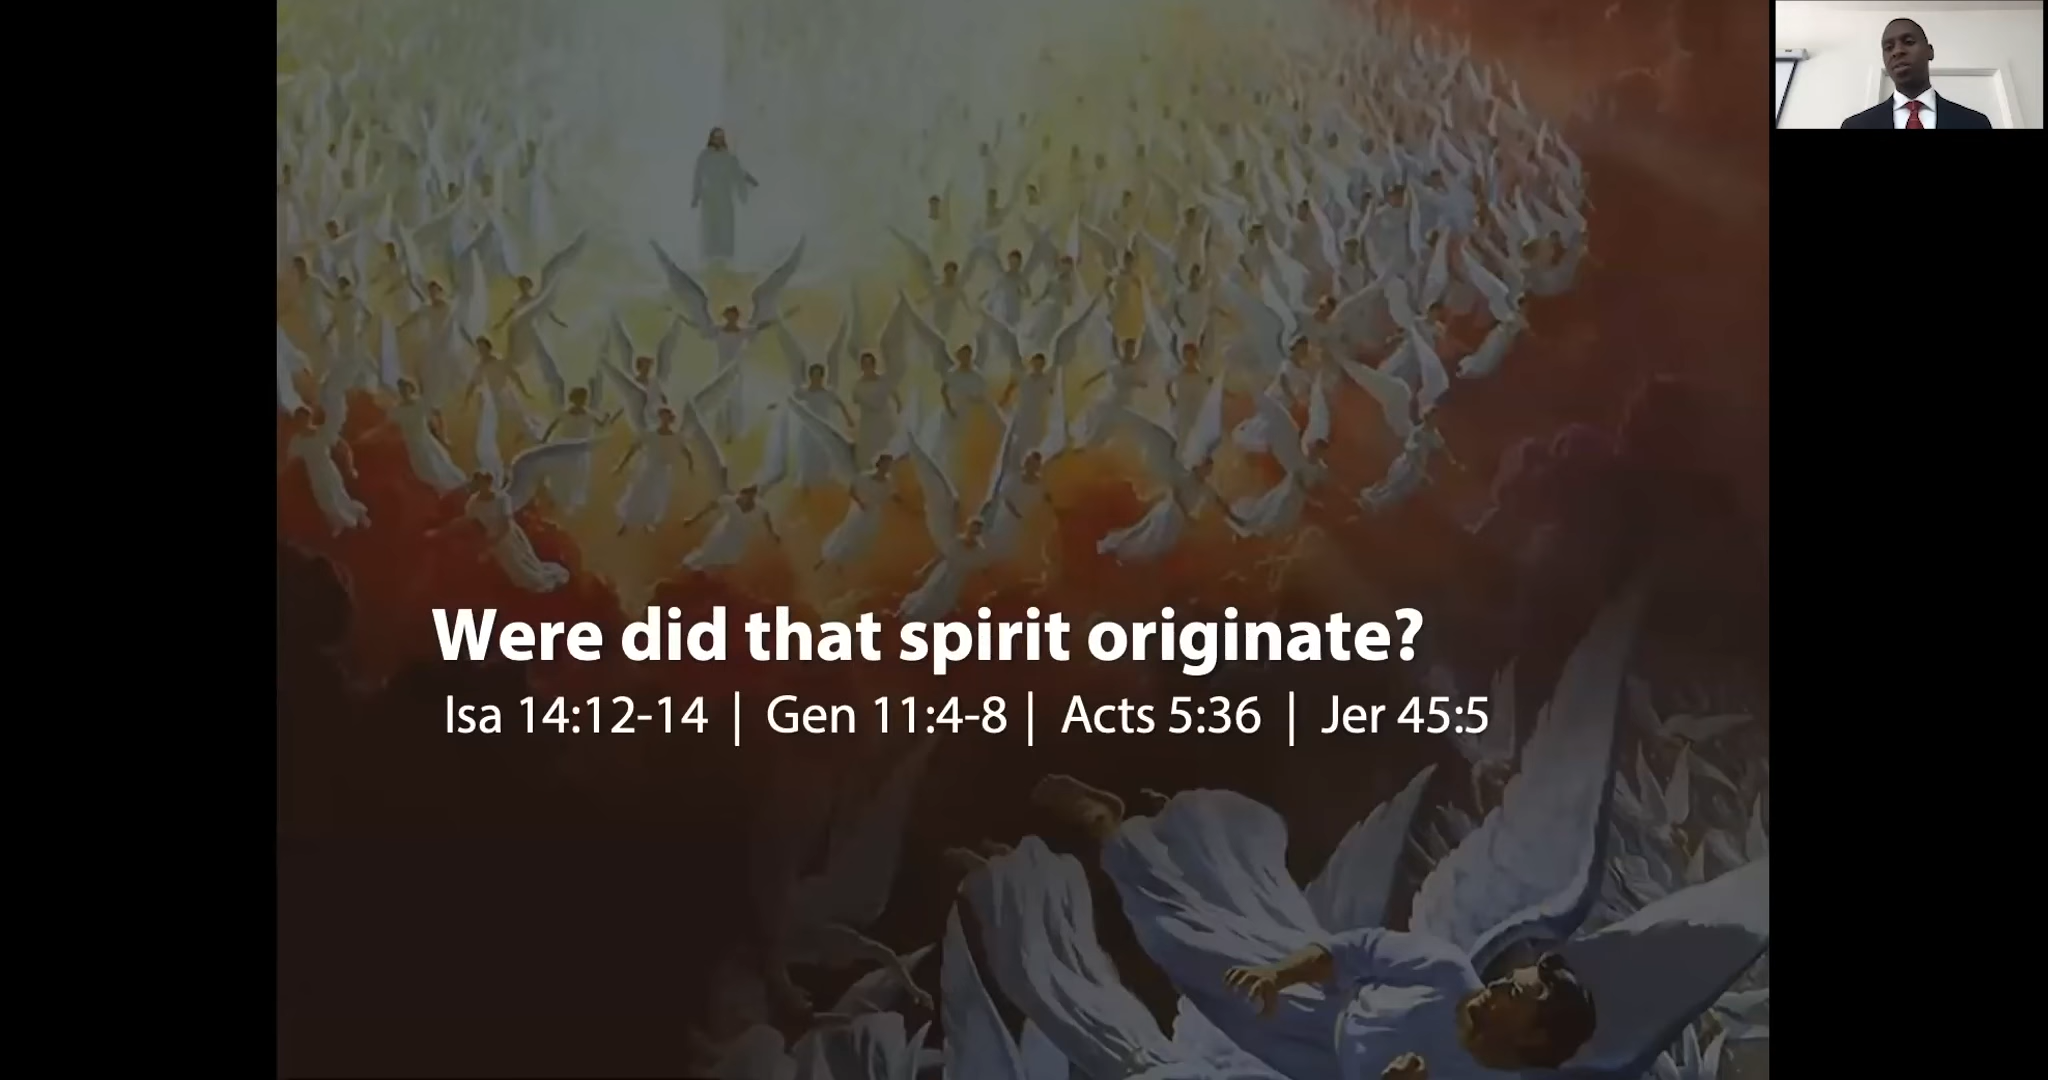 Were did that spirit originate?
Isa 14:12-14 | Gen 11:4-8 | Acts 5:36 | Jer 45:5